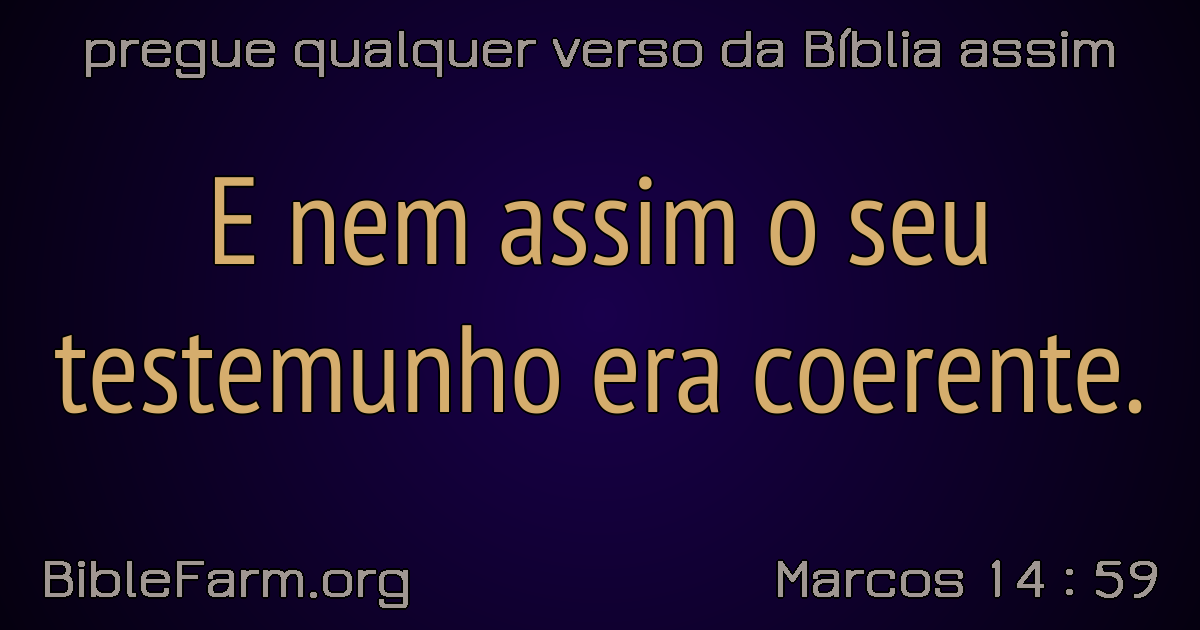 pregue qualquer verso da Bíblia assim
E nem assim o seu
testemunho era coerente.
BibleFarm.org
Marcos 14 : 59